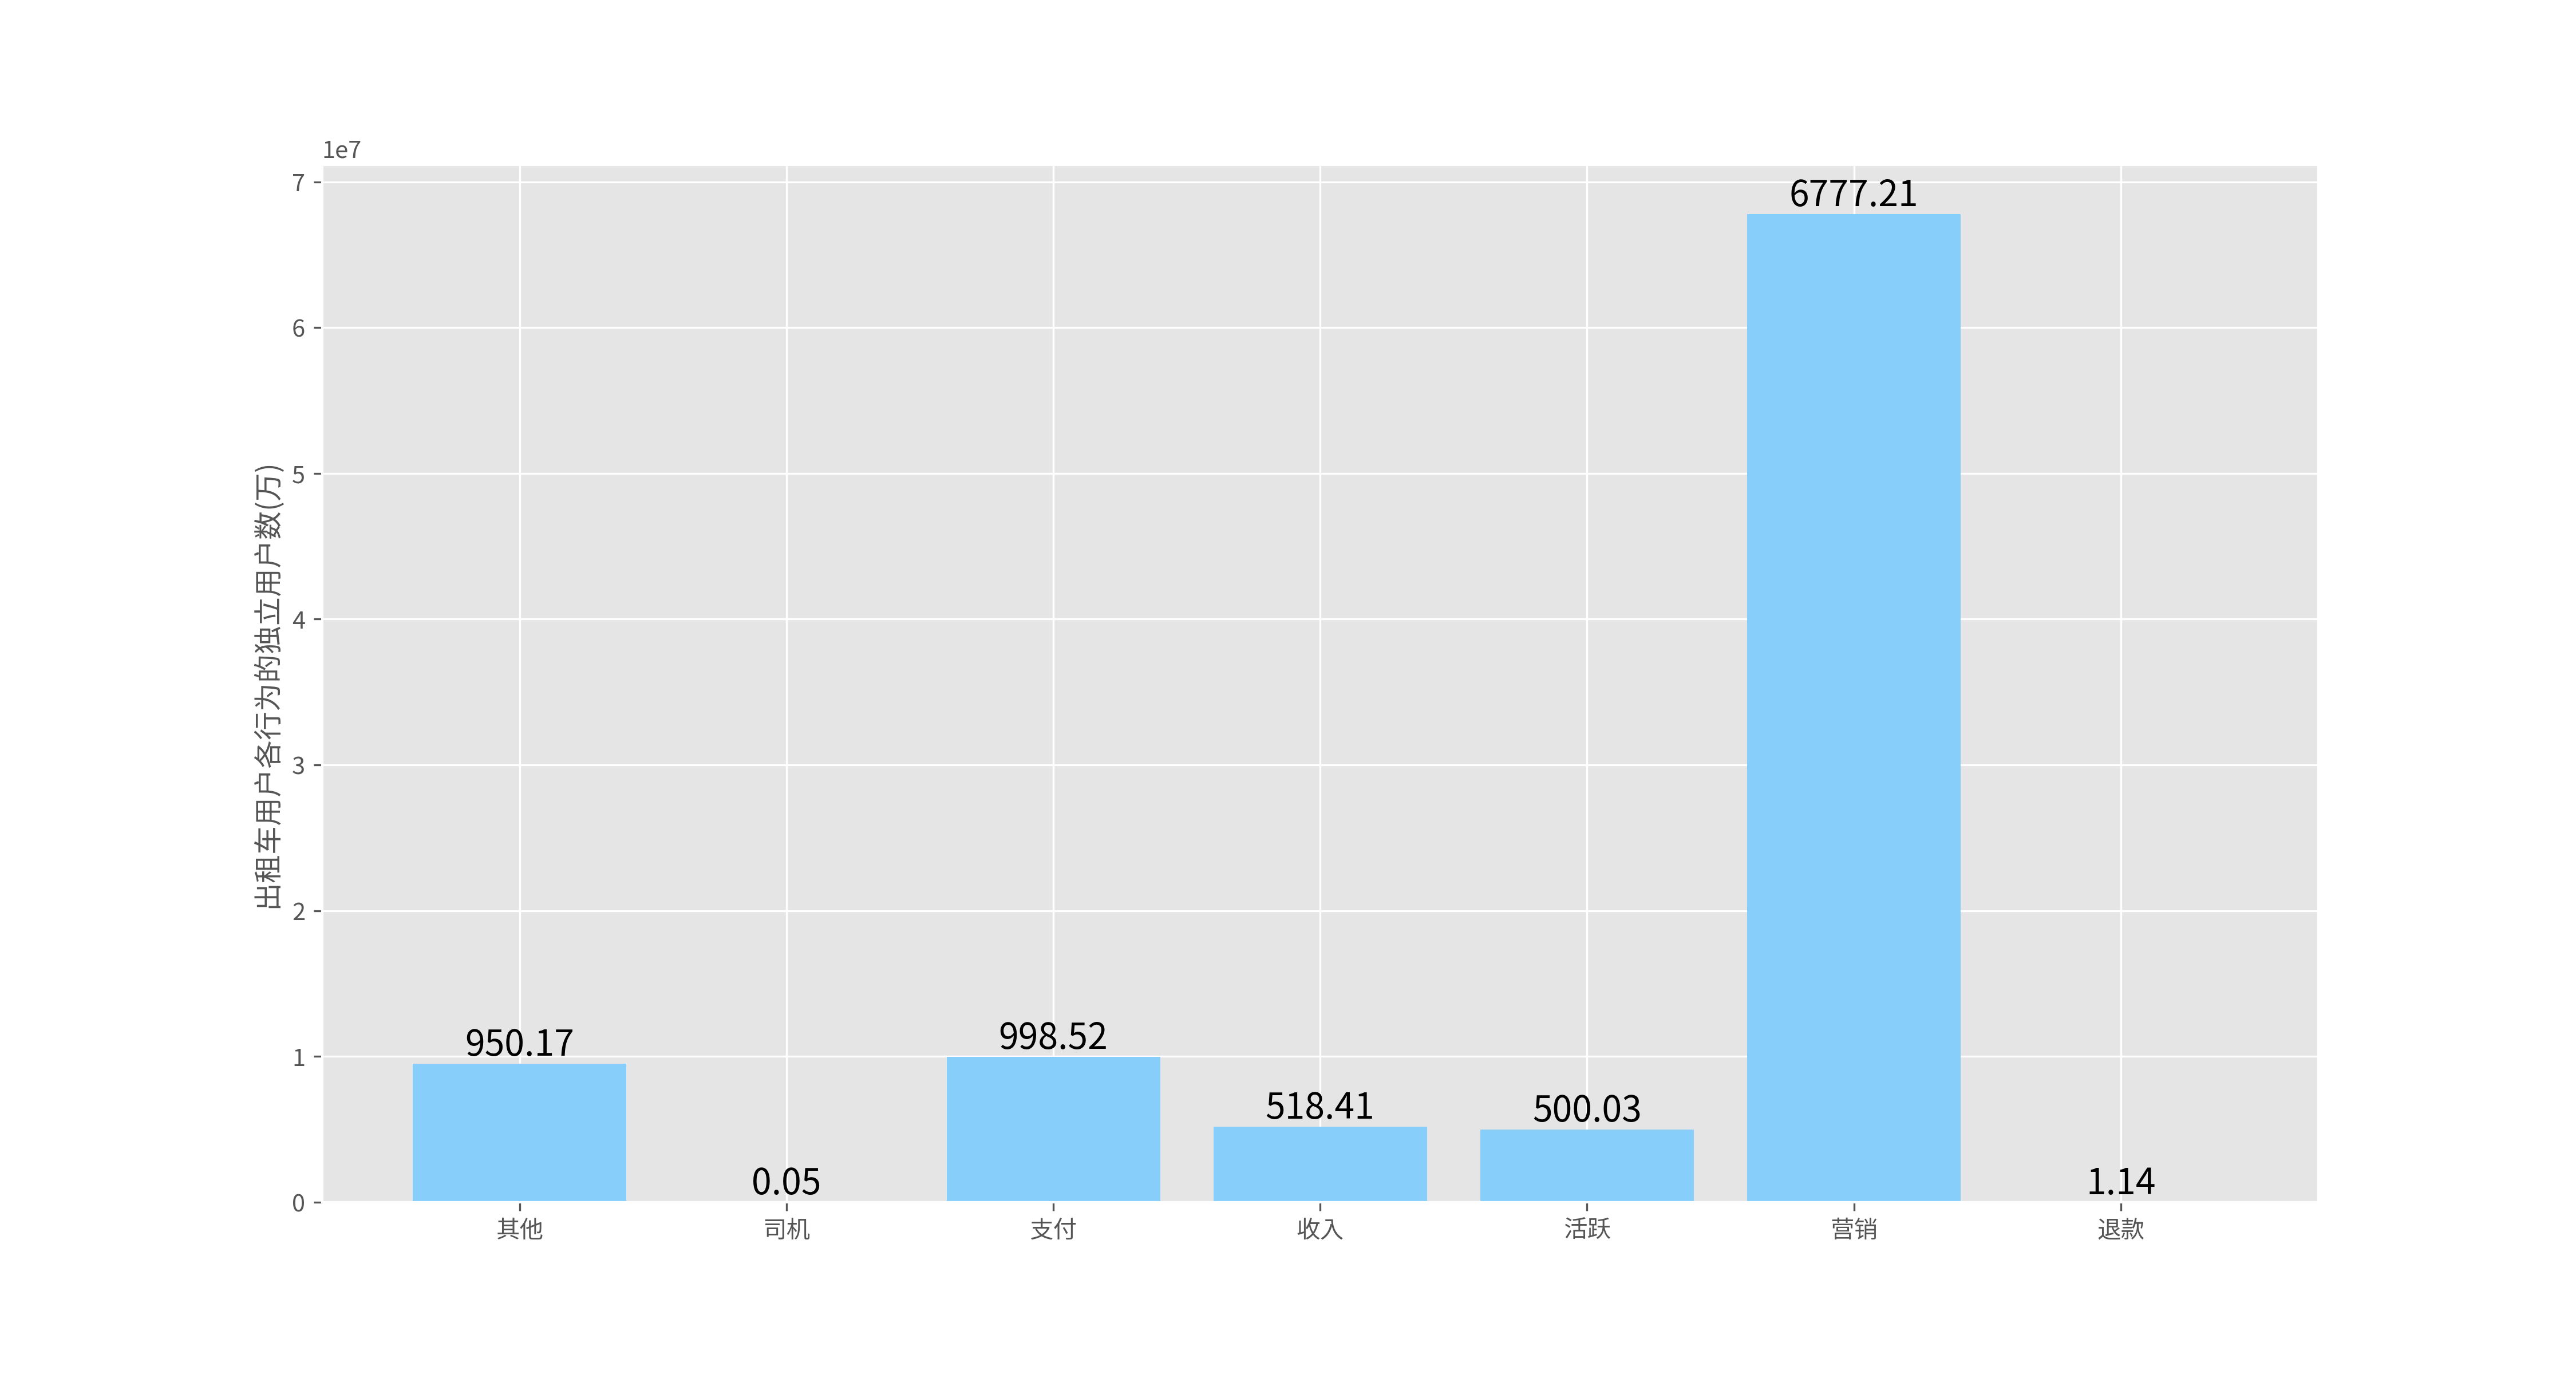 1e7
7
6
5
4
3
2
1
0
出租车用户各行为的独立用户数(万)
950.17
0.05
998.52
518.41
500.03
6777.21
1.14
其他
司机
支付
收入
活跃
营销
退款